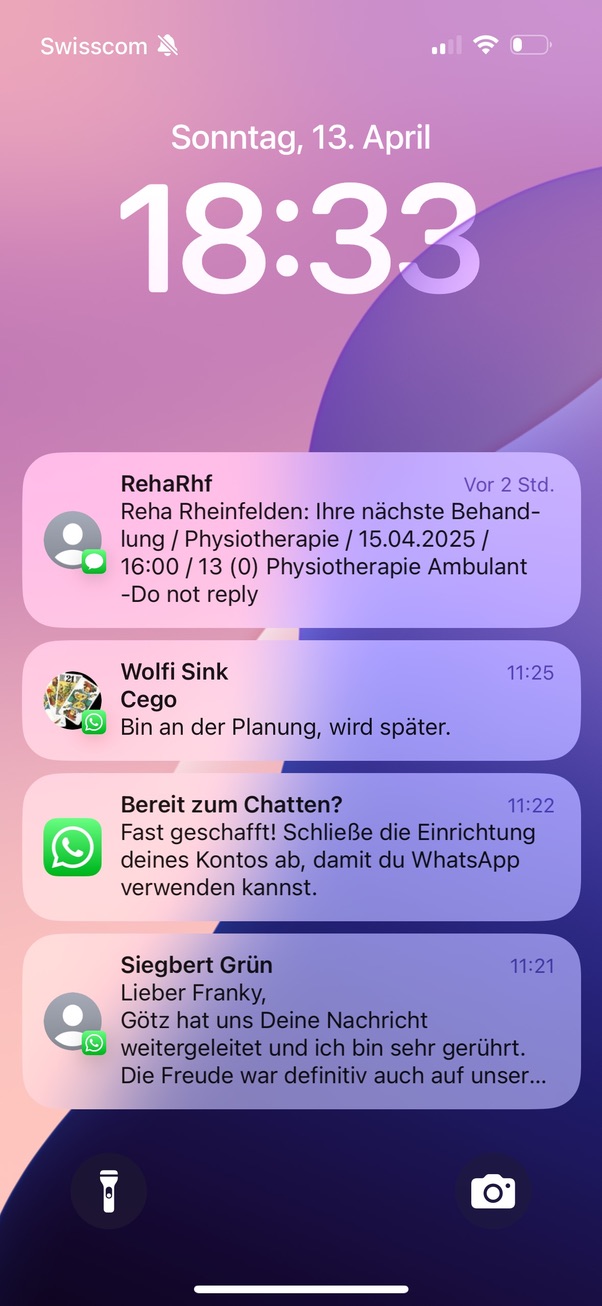 Swisscom
Sonntag, 13. April
18:33
RehaRhf
Vor 2 Std.
Reha Rheinfelden: Ihre nächste Behand-
lung / Physiotherapie / 15.04.2025 /
16:00 / 13 (0) Physiotherapie Ambulant
-Do not reply
Wolfi Sink
11:25
Cego
Bin an der Planung, wird später.
Bereit zum Chatten?
11:22
Fast geschafft! Schließe die Einrichtung
deines Kontos ab, damit du WhatsApp
verwenden kannst.
Siegbert Grün
11:21
Lieber Franky,
Götz hat uns Deine Nachricht
weitergeleitet und ich bin sehr gerührt.
Die Freude war definitiv auch auf unser...